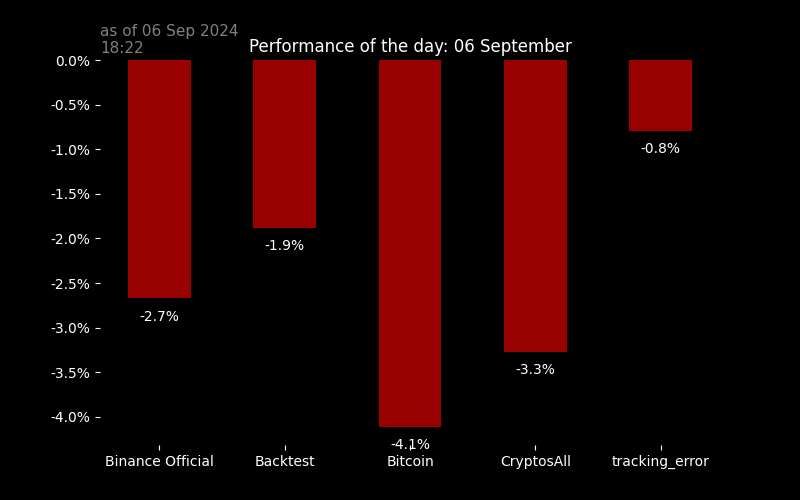 as of 06 Sep 2024
18:22
Performance of the day: 06 September
0.0%
-0.5%
-1.0%
-1.5%
-2.0%
-2.5%
-3.0%
-3.5%
-4.0%
-2.7%
-1.9%
-4.1%
-3.3%
-0.8%
Binance Official
Backtest
Bitcoin
CryptosAll
tracking_error